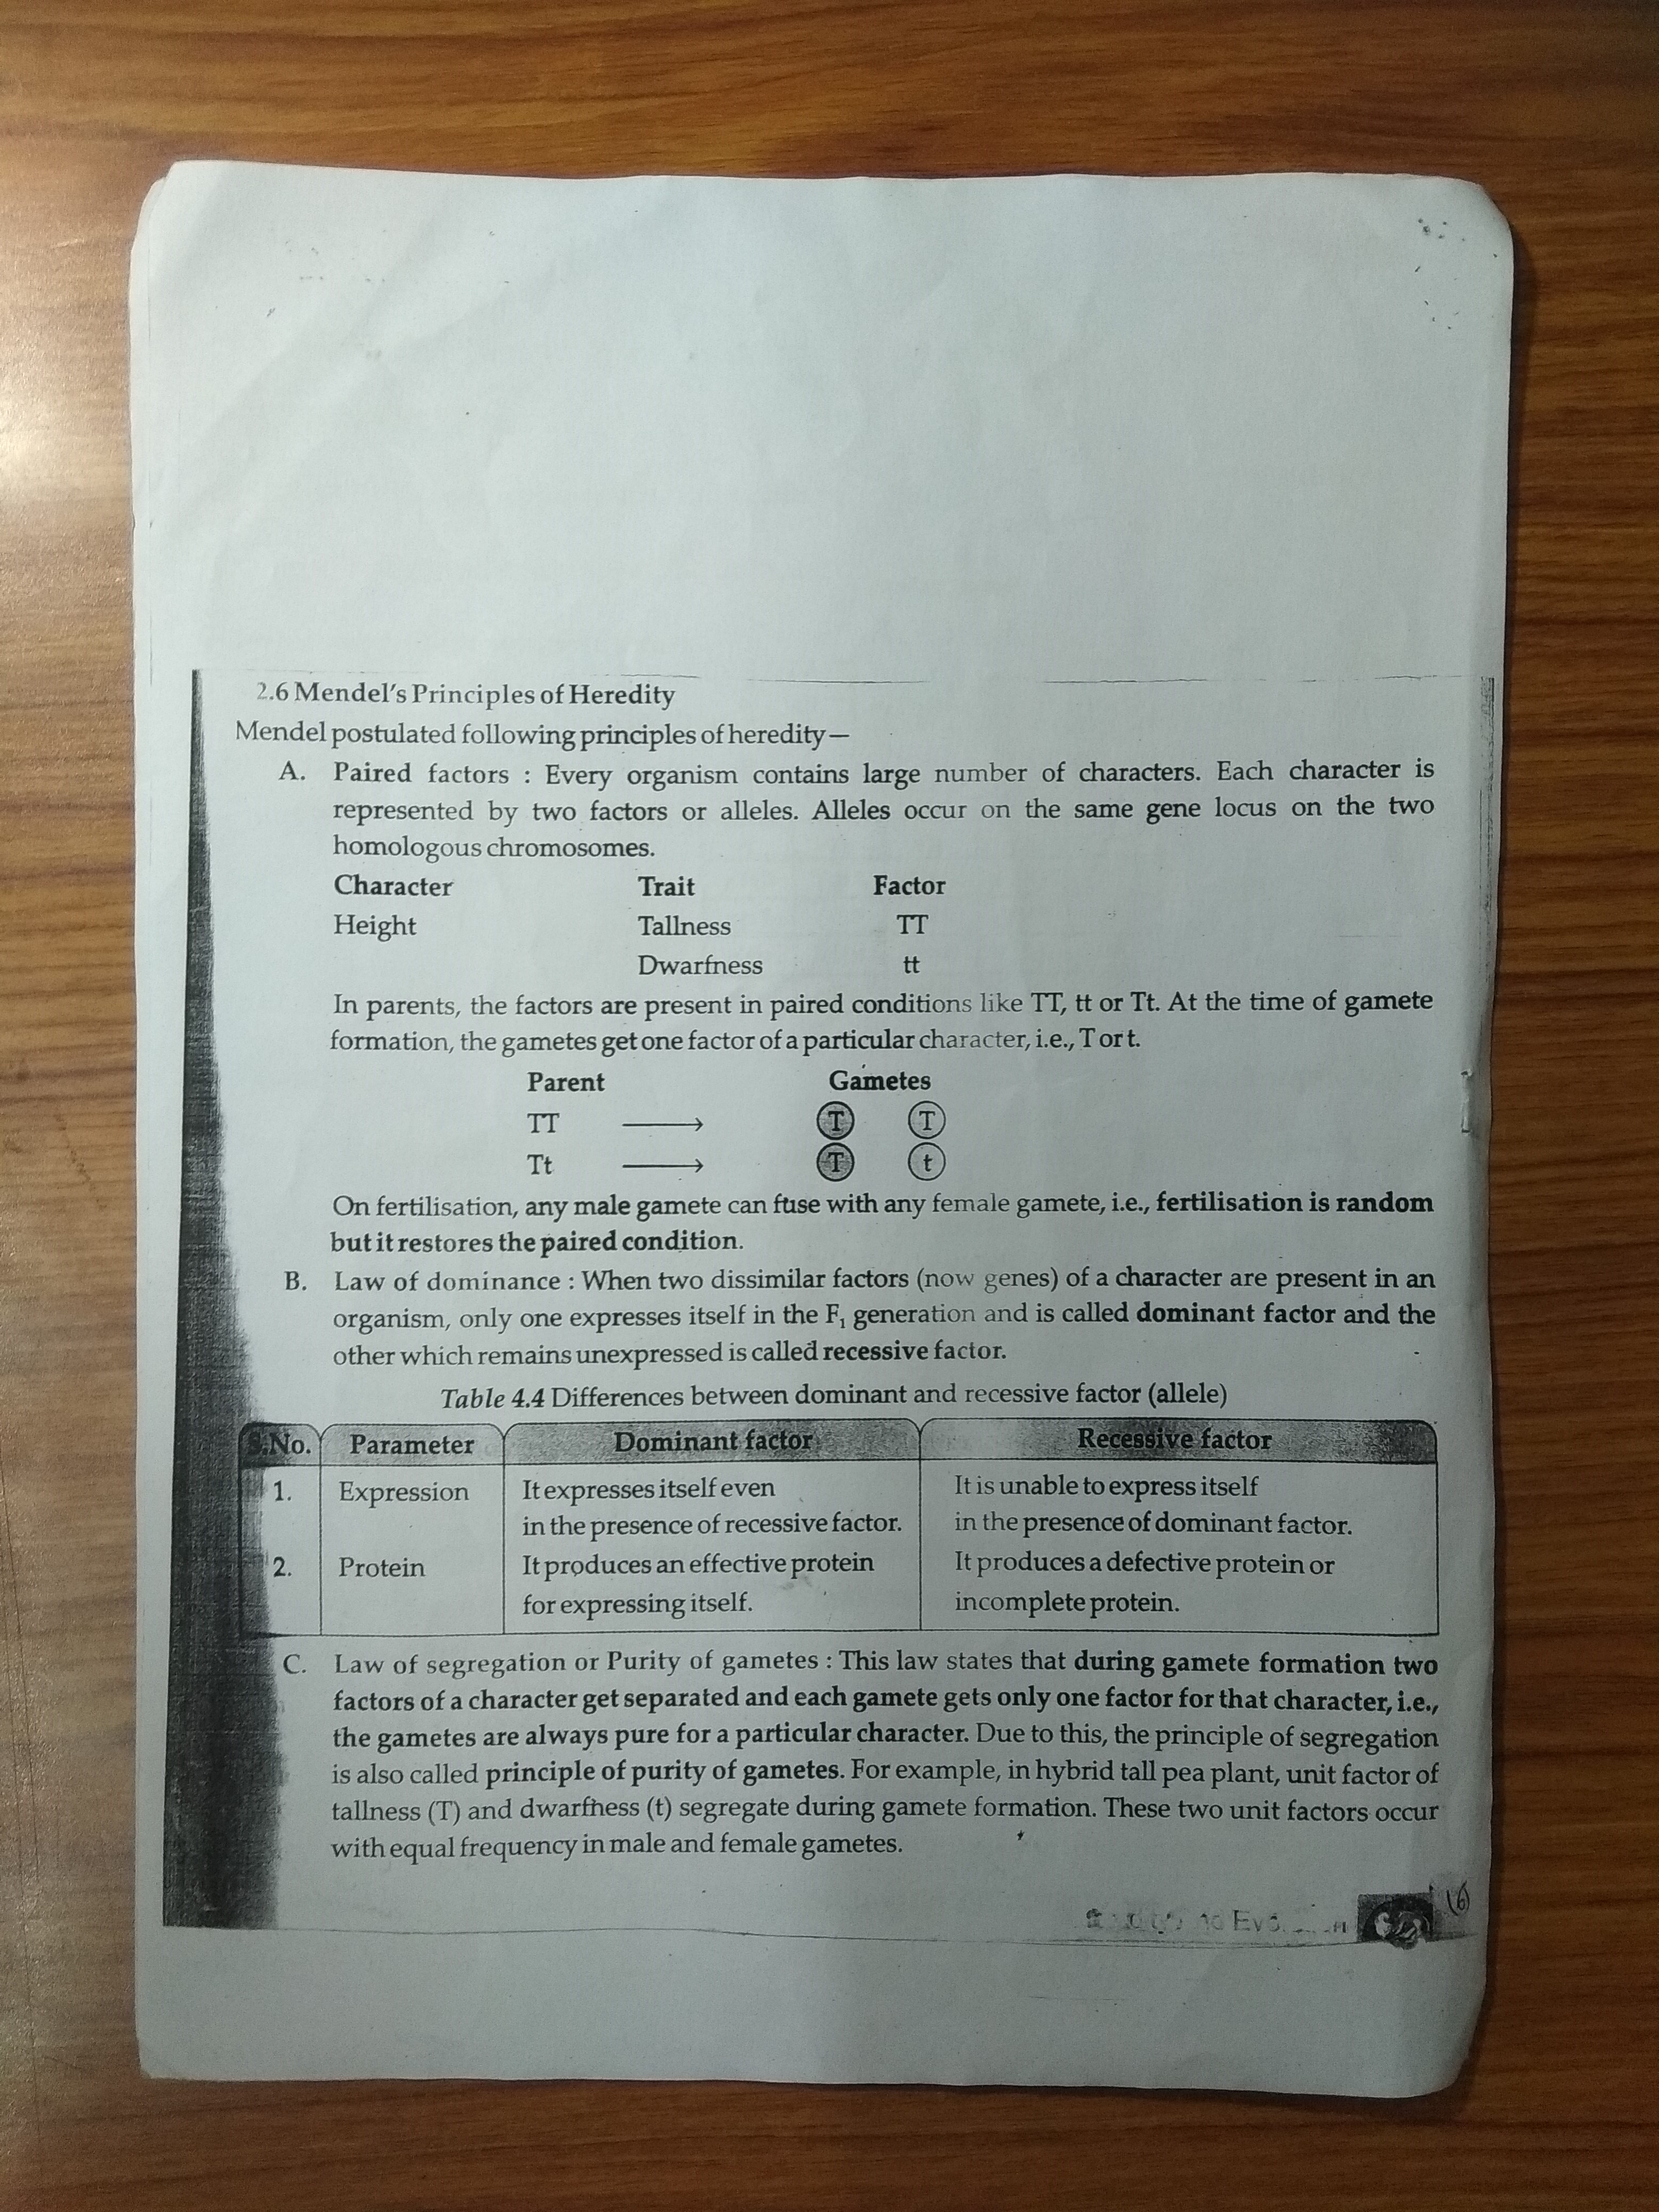 2.6 Mendel's Principles of Heredity
Mendel postulated following principles of heredity—
A. Paired factors : Every organism contains large number of characters. Each character is
represented by two factors or alleles. Alleles occur on the same gene locus on the two
homologous chromosomes.
Character Trait Factor
Height Tallness TT
Dwarfness tt
In parents, the factors are present in paired conditions like TT, tt or Tt. At the time of gamete
formation, the gametes get one factor of a particular character, i.e., T or t.
Parent Gametes
TT ⟶ T T
Tt ⟶ T t
On fertilisation, any male gamete can fuse with any female gamete, i.e., fertilisation is random
but it restores the paired condition.
B. Law of dominance : When two dissimilar factors (now genes) of a character are present in an
organism, only one expresses itself in the F₁ generation and is called dominant factor and the
other which remains unexpressed is called recessive factor.
Table 4.4 Differences between dominant and recessive factor (allele)
S.No. Parameter Dominant factor Recessive factor
1. Expression It expresses itself even It is unable to express itself
in the presence of recessive factor. in the presence of dominant factor.
2. Protein It produces an effective protein It produces a defective protein or
for expressing itself. incomplete protein.
C. Law of segregation or Purity of gametes : This law states that during gamete formation two
factors of a character get separated and each gamete gets only one factor for that character, i.e.,
the gametes are always pure for a particular character. Due to this, the principle of segregation
is also called principle of purity of gametes. For example, in hybrid tall pea plant, unit factor of
tallness (T) and dwarfness (t) segregate during gamete formation. These two unit factors occur
with equal frequency in male and female gametes.